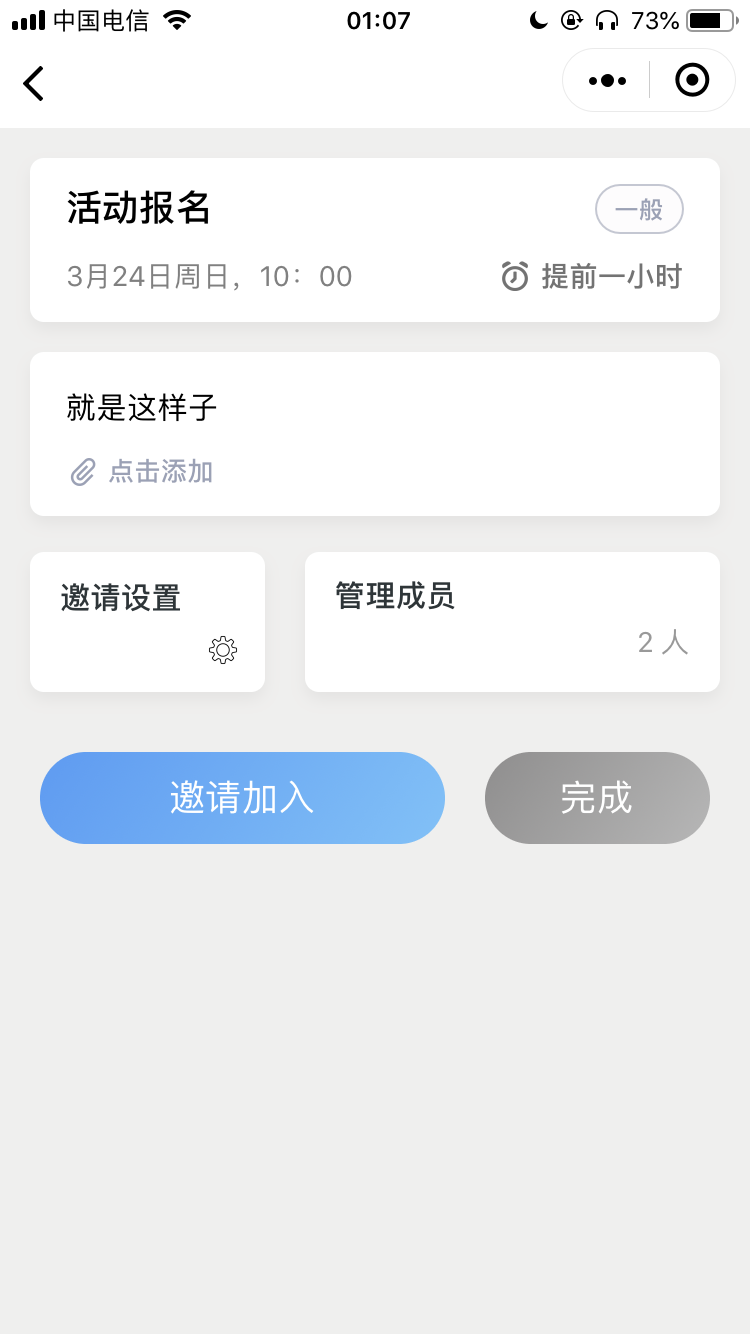 中国电信 01:07 73%
活动报名 一般
3月24日周日，10：00 提前一小时
就是这样子
点击添加
邀请设置 管理成员
2 人
邀请加入 完成